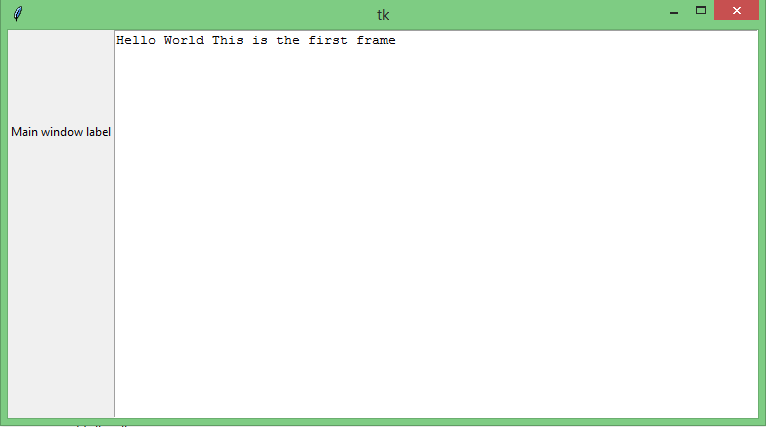 tk
Hello World This is the first frame
Main window label